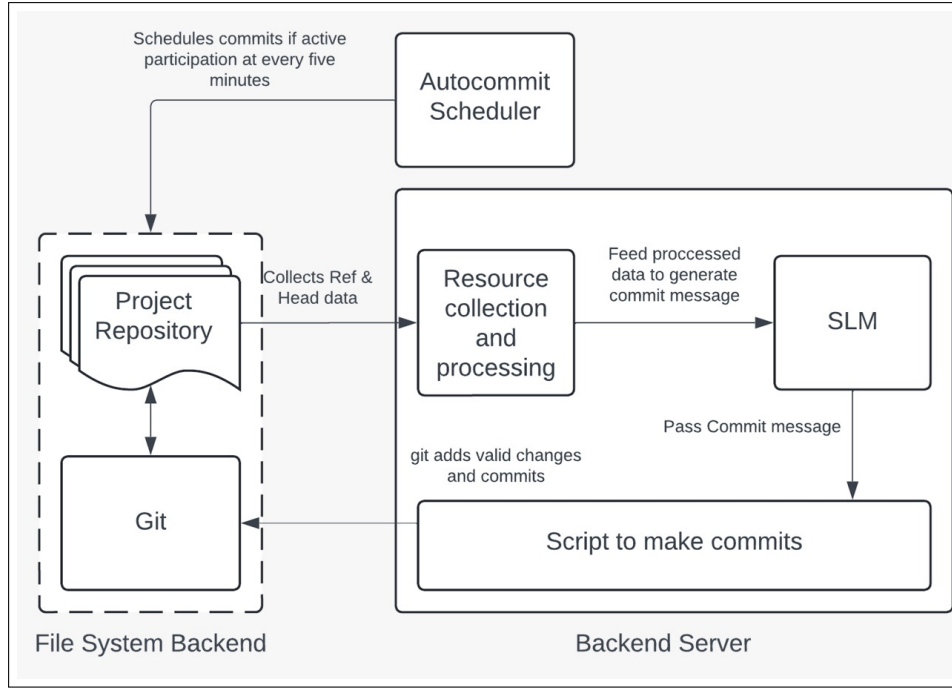 Schedules commits if active
participation at every five
minutes
Autocommit
Scheduler
Project
Repository
Collects Ref &
Head data
Resource
collection
and
processing
Feed proccessed
data to generate
commit message
SLM
Pass Commit message
git adds valid changes
and commits
Git
Script to make commits
File System Backend
Backend Server